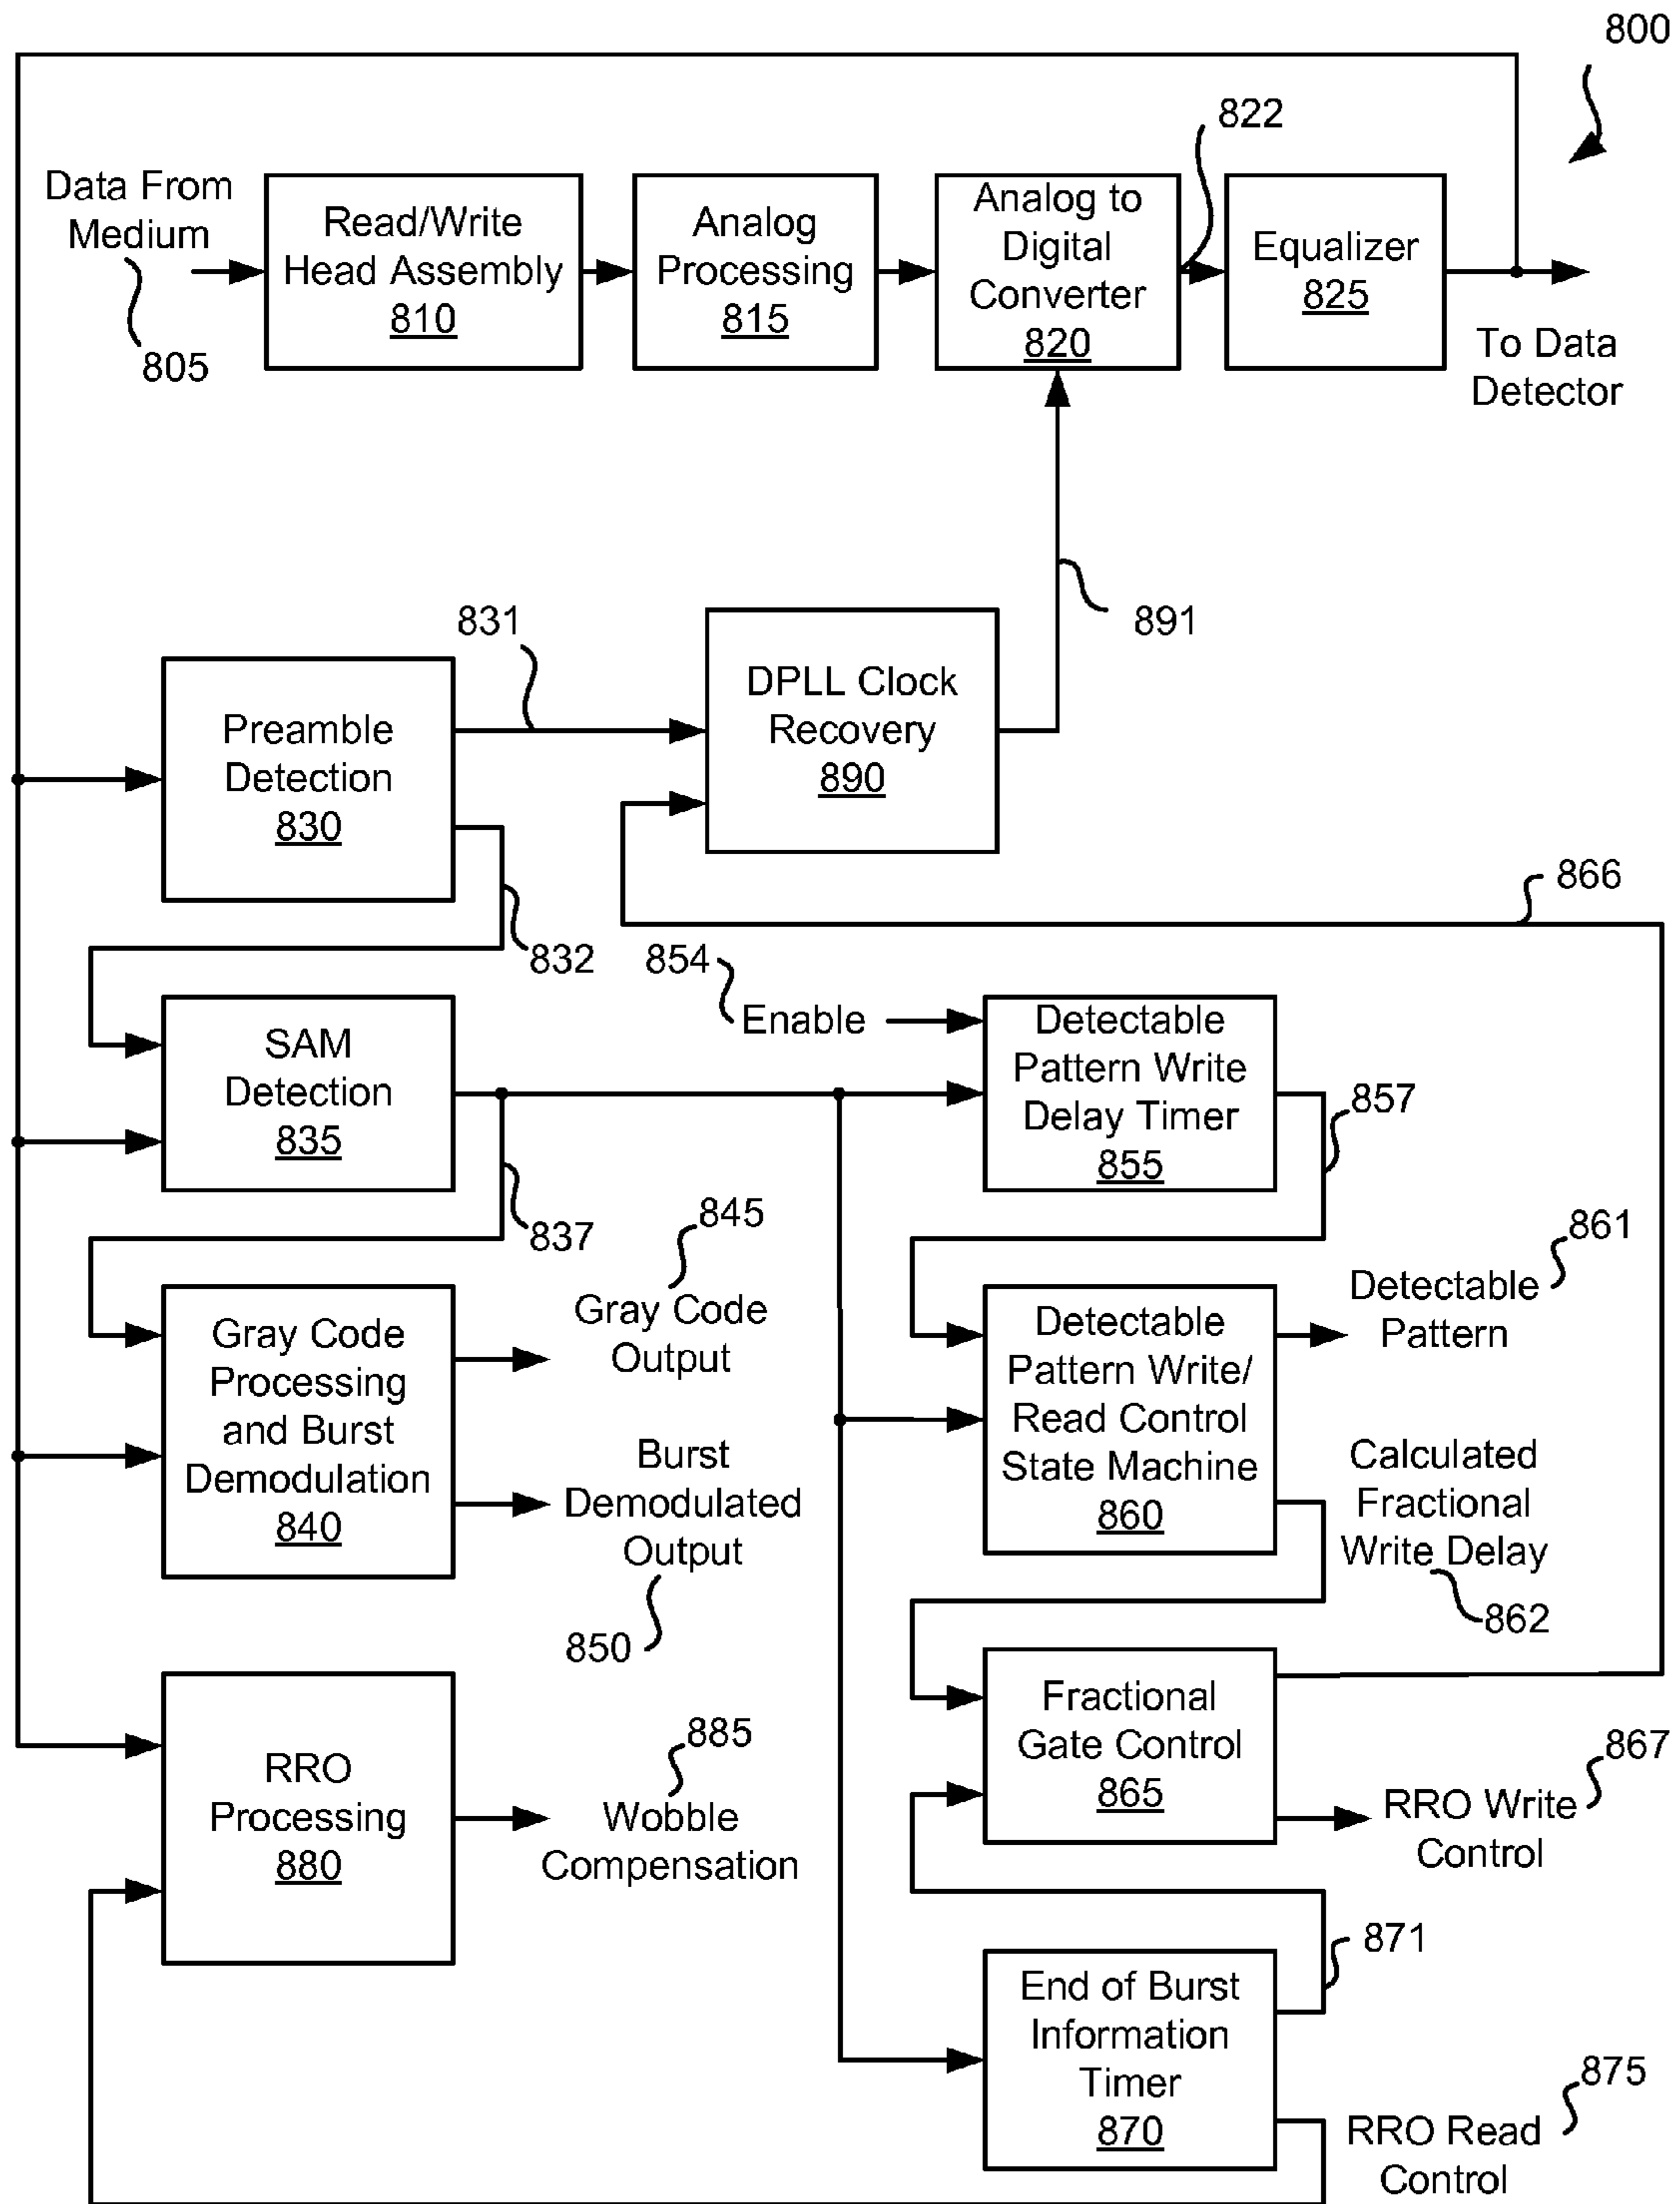 800
822
Data From
Medium
805
Read/Write
Head Assembly
810
Analog
Processing
815
Analog to
Digital
Converter
820
Equalizer
825
To Data
Detector
891
831
Preamble
Detection
830
DPLL Clock
Recovery
890
866
832
854
Enable
SAM
Detection
835
Detectable
Pattern Write
Delay Timer
855
857
837
845
Gray Code
Output
861
Detectable
Pattern
Gray Code
Processing
and Burst
Demodulation
840
Burst
Demodulated
Output
850
Detectable
Pattern Write/
Read Control
State Machine
860
Calculated
Fractional
Write Delay
862
RRO
Processing
880
885
Wobble
Compensation
Fractional
Gate Control
865
867
RRO Write
Control
871
End of Burst
Information
Timer
870
875
RRO Read
Control